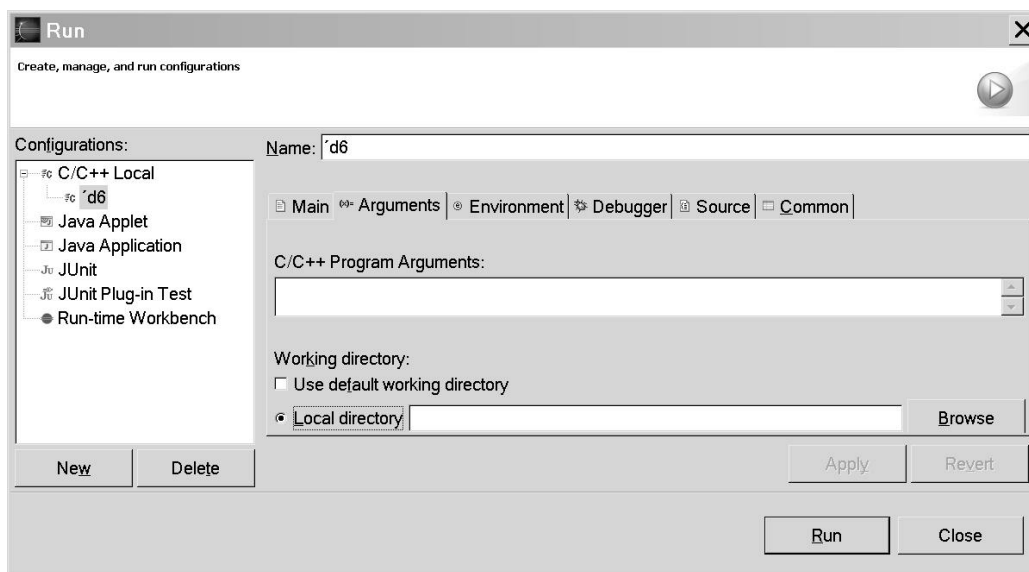 Run
Create, manage, and run configurations
Configurations:
C/C++ Local
´d6
Java Applet
Java Application
JUnit
JUnit Plug-in Test
Run-time Workbench
New
Delete
Name: ´d6
Main
Arguments
Environment
Debugger
Source
Common
C/C++ Program Arguments:
Working directory:
Use default working directory
Local directory
Browse
Apply
Revert
Run
Close